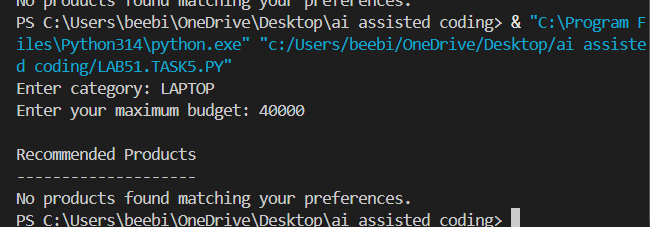 No products found matching your preferences.
PS C:\Users\beebi\OneDrive\Desktop\ai assisted coding> & "C:\Program F
iles\Python314\python.exe" "c:/Users/beebi/OneDrive/Desktop/ai assiste
d coding/LAB51.TASK5.PY"
Enter category: LAPTOP
Enter your maximum budget: 40000
Recommended Products
--------------------
No products found matching your preferences.
PS C:\Users\beebi\OneDrive\Desktop\ai assisted coding>